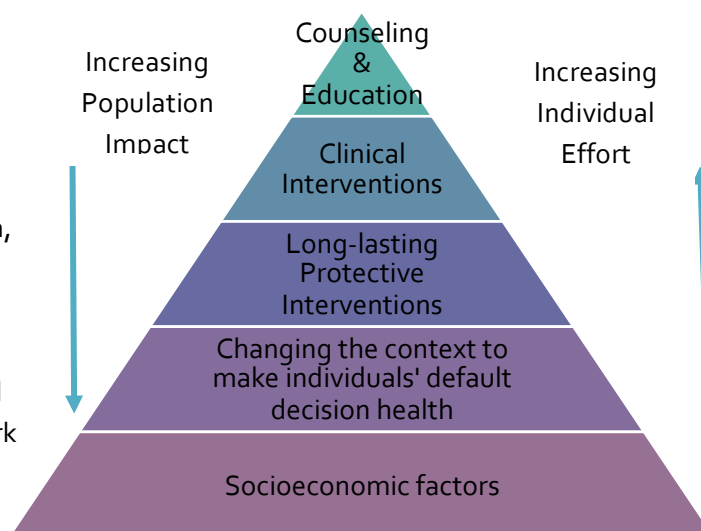 Counseling
&
Education
Increasing
Population
Impact
Increasing
Individual
Effort
Clinical
Interventions
Long-lasting
Protective
Interventions
Changing the context to
make individuals' default
decision health
Socioeconomic factors